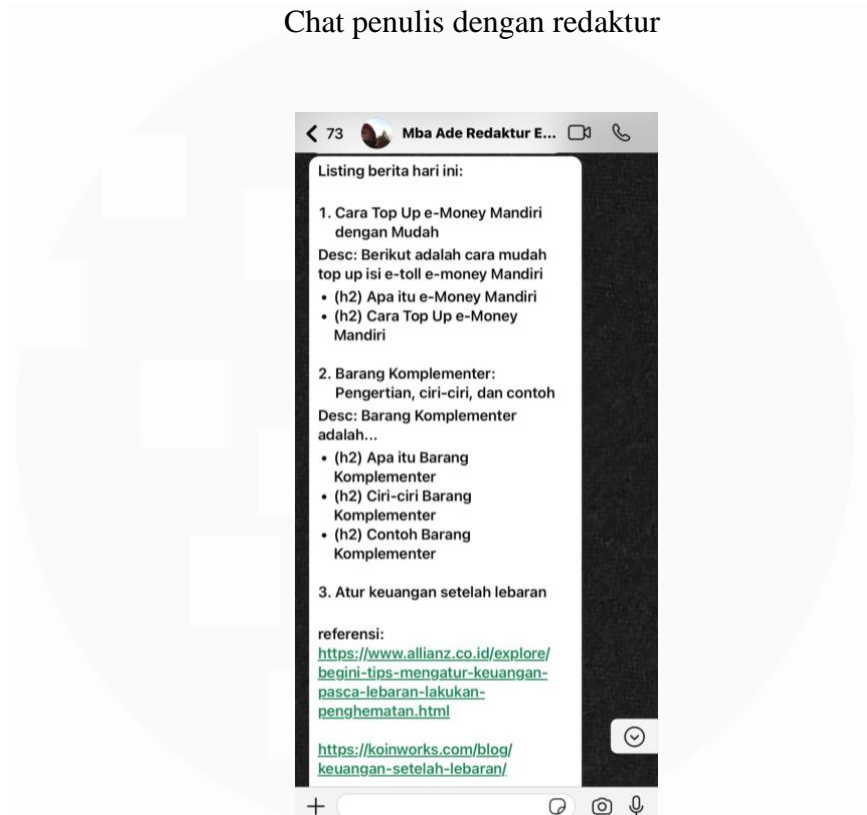 Chat penulis dengan redaktur
73
Mba Ade Redaktur E...
Listing berita hari ini:
1. Cara Top Up e-Money Mandiri
dengan Mudah
Desc: Berikut adalah cara mudah
top up isi e-toll e-money Mandiri
• (h2) Apa itu e-Money Mandiri
• (h2) Cara Top Up e-Money
Mandiri
2. Barang Komplementer:
Pengertian, ciri-ciri, dan contoh
Desc: Barang Komplementer
adalah...
• (h2) Apa itu Barang
Komplementer
• (h2) Ciri-ciri Barang
Komplementer
• (h2) Contoh Barang
Komplementer
3. Atur keuangan setelah lebaran
referensi:
https://www.allianz.co.id/explore/
begini-tips-mengatur-keuangan-
pasca-lebaran-lakukan-
penghematan.html
https://koinworks.com/blog/
keuangan-setelah-lebaran/